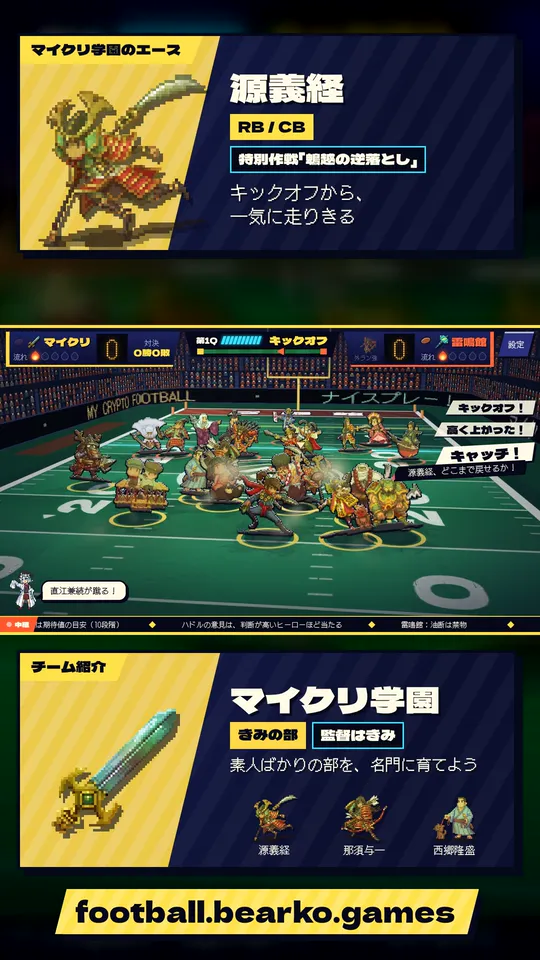 マイクリ学園のエース
源義経
RB / CB
特別作戦「鵯越の逆落とし」
キックオフから、
一気に走りきる
マイクリ
流れ
0
対決
0勝0敗
第1Q
キックオフ
0
雷鳴館
流れ
設定
MY CRYPTO FOOTBALL
ナイスプレー!
キックオフ!
高く上がった!
キャッチ!
源義経、どこまで戻せるか!
直江兼続が蹴る!
中継
は期待値の目安 (10段階)
ハドルの意見は、判断が高いヒーローほど当たる
雷鳴館:油断は禁物
チーム紹介
マイクリ学園
きみの部
監督はきみ
素人ばかりの部を、名門に育てよう
源義経
那須与一
西郷隆盛
football.bearko.games